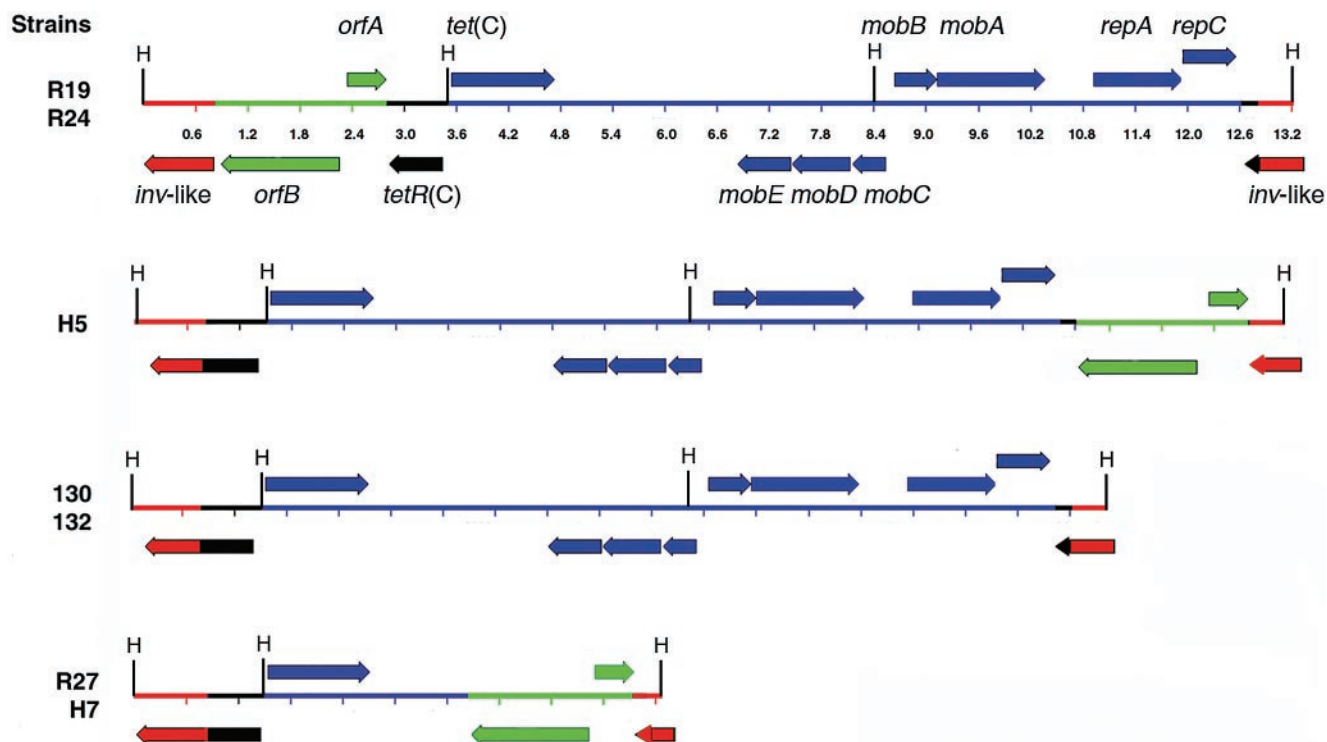 Strains orfA tet(C) mobB mobA repA repC
H H H H
R19
R24
0.6 1.2 1.8 2.4 3.0 3.6 4.2 4.8 5.4 6.0 6.6 7.2 7.8 8.4 9.0 9.6 10.2 10.8 11.4 12.0 12.6 13.2
inv-like orfB tetR(C) mobE mobD mobC inv-like
H H H H
H5
H H H H
130
132
H H H
R27
H7